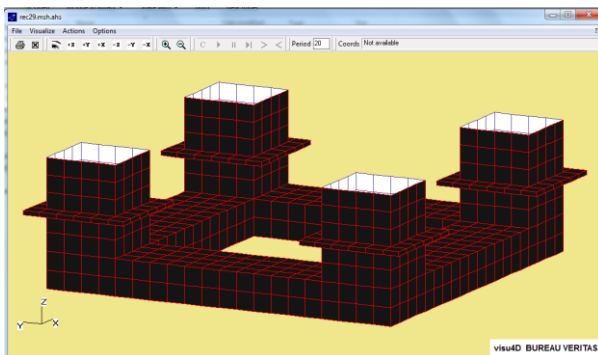 rec29.msh.ahs
File Visualize Actions Options
+X +Y +X -Z -Y -X C Period 20 Coords Not available
Z
Y X
visu4D BUREAU VERITAS